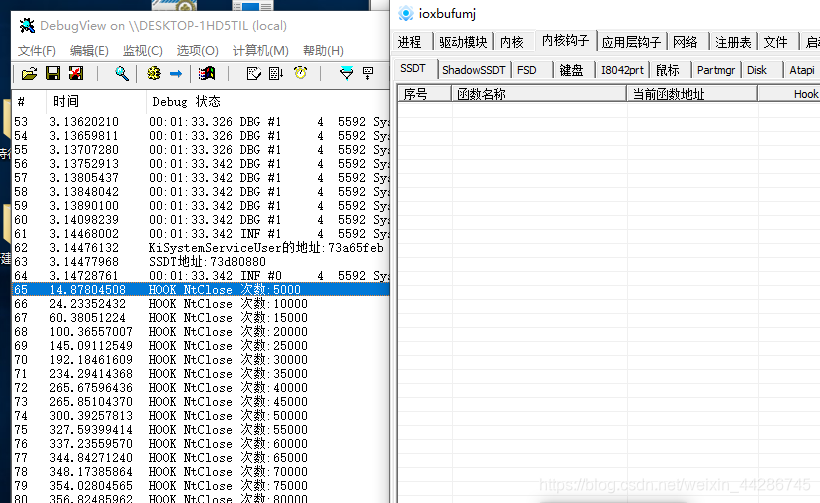 DebugView on \\DESKTOP-1HD5TIL (local)
文件(F) 编辑(E) 监视(C) 选项(O) 计算机(M) 帮助(H)
# 时间 Debug 状态
53 3.13620210 00:01:33.326 DBG #1 4 5592 Sy
54 3.13659811 00:01:33.326 DBG #1 4 5592 Sys
55 3.13707280 00:01:33.326 DBG #1 4 5592 Sys
56 3.13752913 00:01:33.342 DBG #1 4 5592 Sys
57 3.13805437 00:01:33.342 DBG #1 4 5592 Sys
58 3.13848042 00:01:33.342 DBG #1 4 5592 Sys
59 3.13890100 00:01:33.342 DBG #1 4 5592 Sys
60 3.14098239 00:01:33.342 DBG #1 4 5592 Sys
61 3.14468002 00:01:33.342 INF #1 4 5592 Sys
62 3.14476132 KiSystemServiceUser的地址:73a65feb
63 3.14477968 SSDT地址:73d80880
64 3.14728761 00:01:33.342 INF #0 4 5592 Sys
65 14.87804508 HOOK NtClose 次数:5000
66 24.23352432 HOOK NtClose 次数:10000
67 60.38051224 HOOK NtClose 次数:15000
68 100.36557007 HOOK NtClose 次数:20000
69 145.09112549 HOOK NtClose 次数:25000
70 192.18461609 HOOK NtClose 次数:30000
71 234.29414368 HOOK NtClose 次数:35000
72 265.67596436 HOOK NtClose 次数:40000
73 265.85104370 HOOK NtClose 次数:45000
74 300.39257813 HOOK NtClose 次数:50000
75 327.59399414 HOOK NtClose 次数:55000
76 337.23559570 HOOK NtClose 次数:60000
77 344.84271240 HOOK NtClose 次数:65000
78 348.17385864 HOOK NtClose 次数:70000
79 354.02804565 HOOK NtClose 次数:75000
80 356.82485962 HOOK NtClose 次数:80000
ioxbufumj
进程 驱动模块 内核 内核钩子 应用层钩子 网络 注册表 文件
SSDT ShadowSSDT FSD 键盘 I8042prt 鼠标 Partmgr Disk Atapi
序号 函数名称 当前函数地址 Hook
https://blog.csdn.net/weixin_44286745